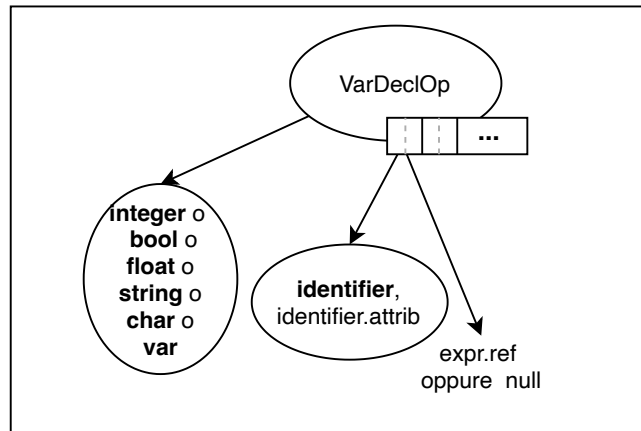 VarDeclOp
...
integer o
bool o
float o
string o
char o
var
identifier,
identifier.attrib
expr.ref
oppure null